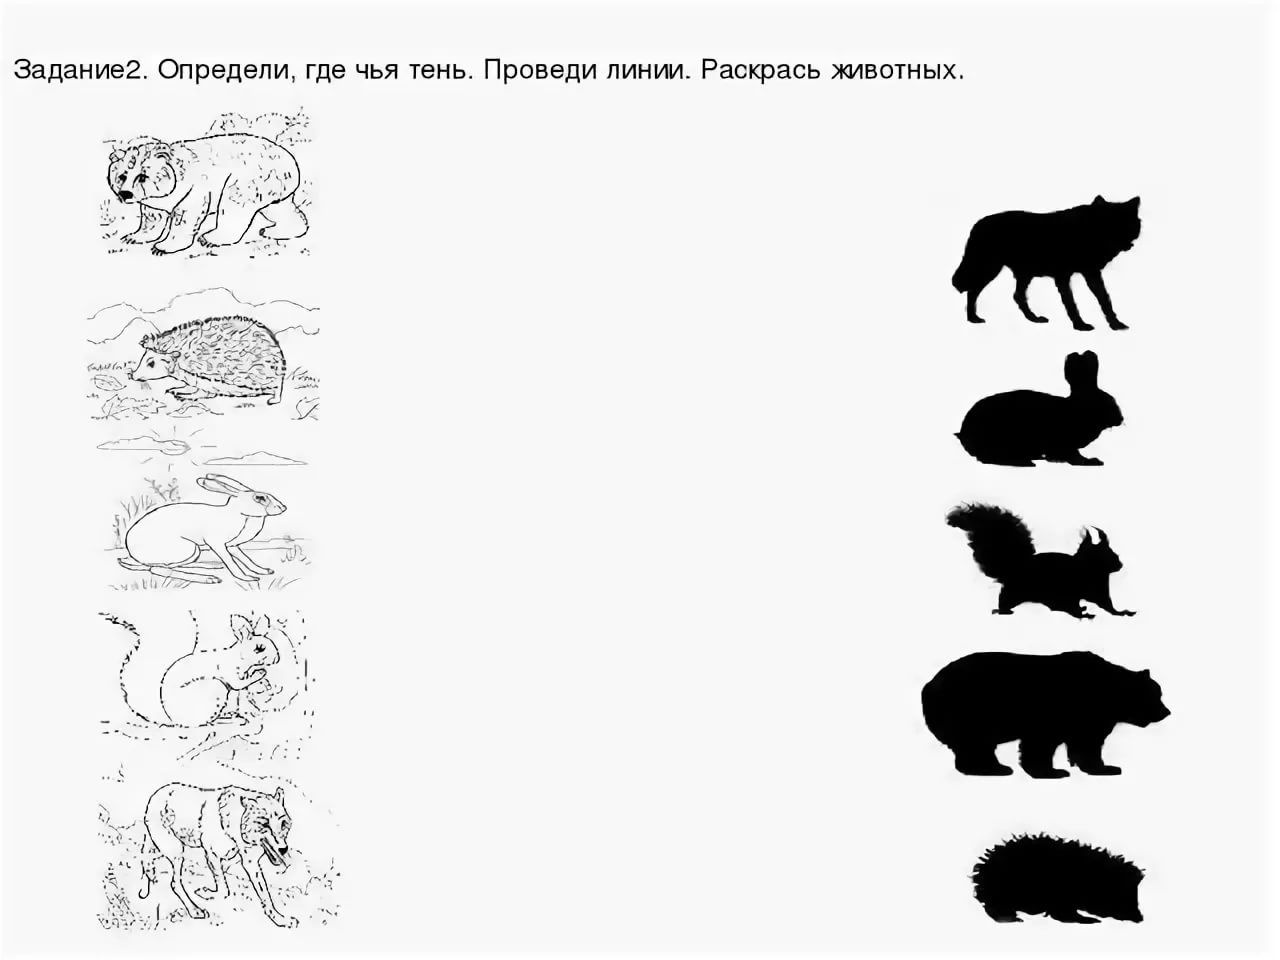 Задание2. Определи, где чья тень. Проведи линии. Раскрась животных.